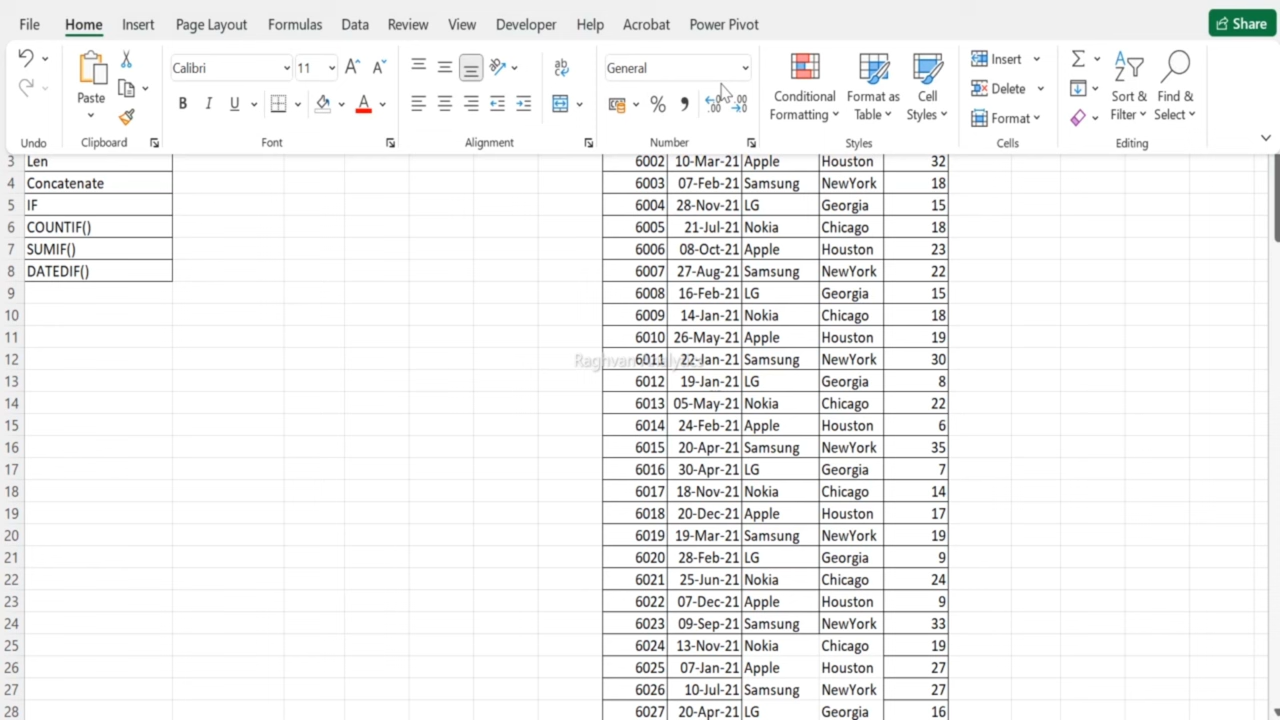 File Home Insert Page Layout Formulas Data Review View Developer Help Acrobat Power Pivot Share
Calibri 11 General
Paste B I U % Conditional Formatting Format as Table Cell Styles Insert Delete Format Sort & Filter Find & Select
Undo Clipboard Font Alignment Number Styles Cells Editing
3 Len 6002 10-Mar-21 Apple Houston 32
4 Concatenate 6003 07-Feb-21 Samsung NewYork 18
5 IF 6004 28-Nov-21 LG Georgia 15
6 COUNTIF() 6005 21-Jul-21 Nokia Chicago 18
7 SUMIF() 6006 08-Oct-21 Apple Houston 23
8 DATEDIF() 6007 27-Aug-21 Samsung NewYork 22
9 6008 16-Feb-21 LG Georgia 15
10 6009 14-Jan-21 Nokia Chicago 18
11 6010 26-May-21 Apple Houston 19
12 6011 22-Jan-21 Samsung NewYork 30
Raghvan
13 6012 19-Jan-21 LG Georgia 8
14 6013 05-May-21 Nokia Chicago 22
15 6014 24-Feb-21 Apple Houston 6
16 6015 20-Apr-21 Samsung NewYork 35
17 6016 30-Apr-21 LG Georgia 7
18 6017 18-Nov-21 Nokia Chicago 14
19 6018 20-Dec-21 Apple Houston 17
20 6019 19-Mar-21 Samsung NewYork 19
21 6020 28-Feb-21 LG Georgia 9
22 6021 25-Jun-21 Nokia Chicago 24
23 6022 07-Dec-21 Apple Houston 9
24 6023 09-Sep-21 Samsung NewYork 33
25 6024 13-Nov-21 Nokia Chicago 19
26 6025 07-Jan-21 Apple Houston 27
27 6026 10-Jul-21 Samsung NewYork 27
28 6027 20-Apr-21 LG Georgia 16